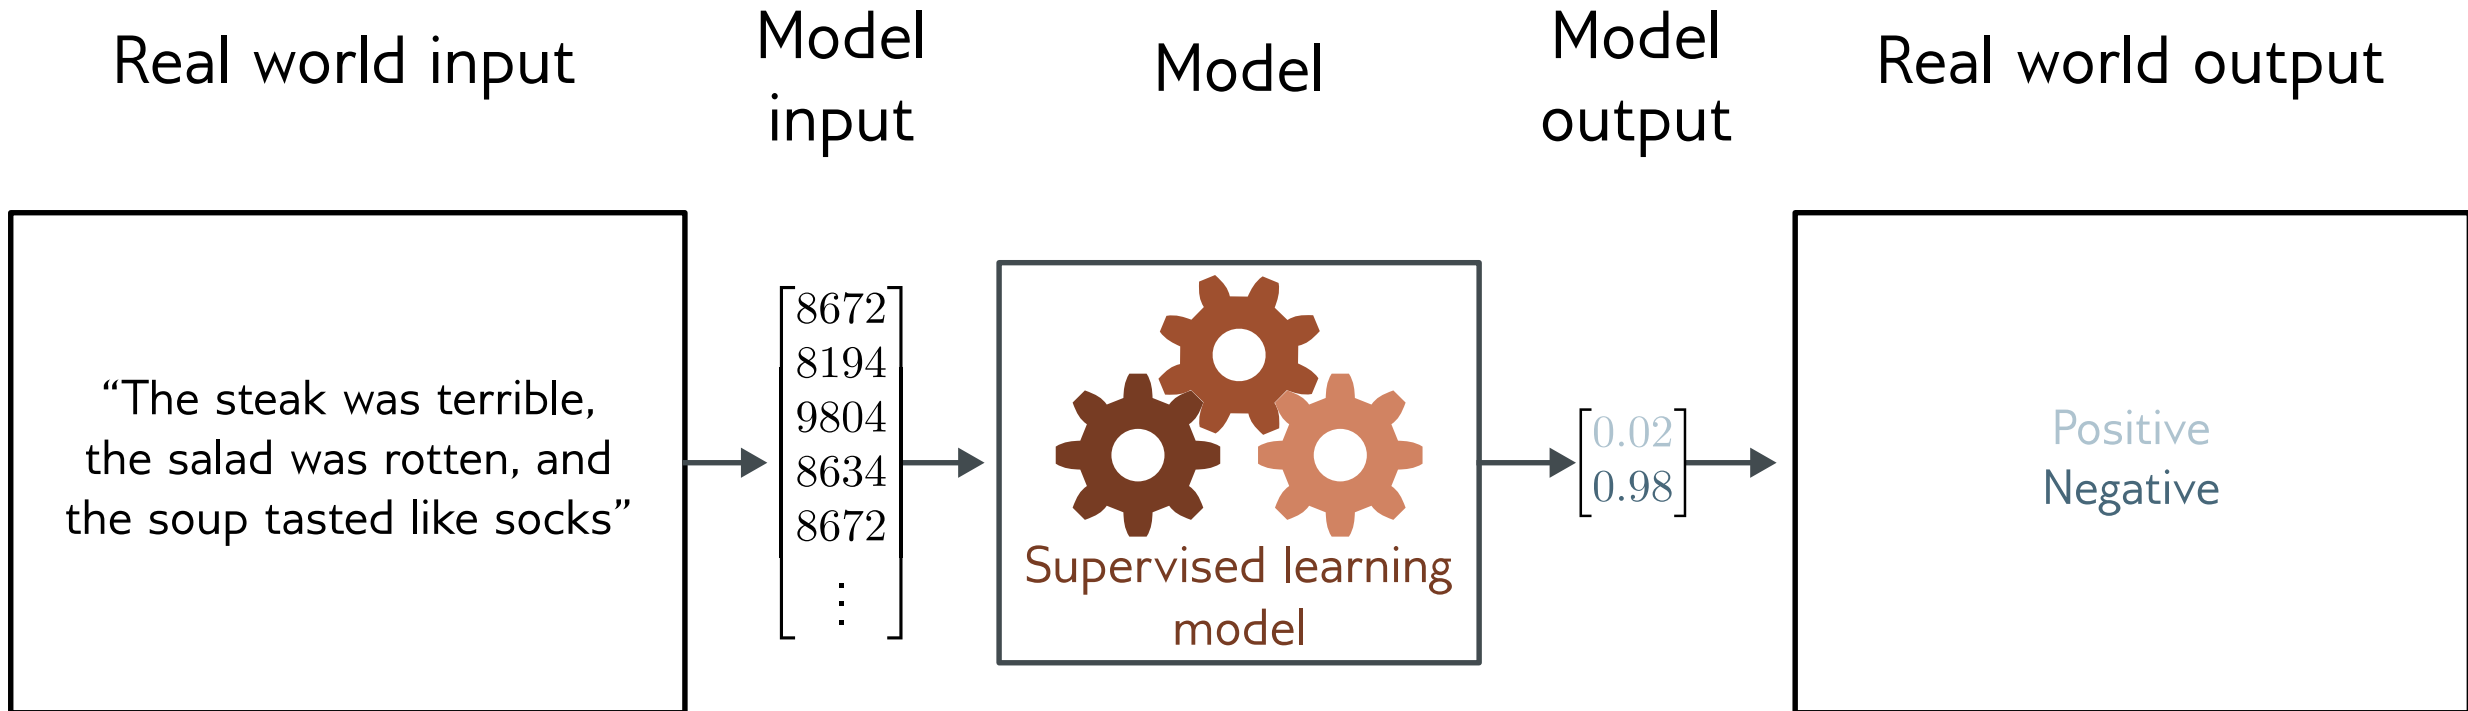 Real world input
Model
input
Model
Model
output
Real world output
“The steak was terrible,
the salad was rotten, and
the soup tasted like socks”
8672
8194
9804
8634
8672
⋮
Supervised learning
model
0.02
0.98
Positive
Negative